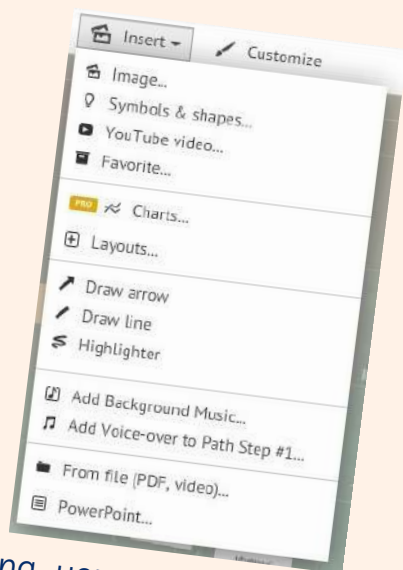 Insert
Customize
Image...
Symbols & shapes...
YouTube video...
Favorite...
PRO Charts...
Layouts...
Draw arrow
Draw line
Highlighter
Add Background Music...
Add Voice-over to Path Step #1...
From file (PDF, video)...
PowerPoint...